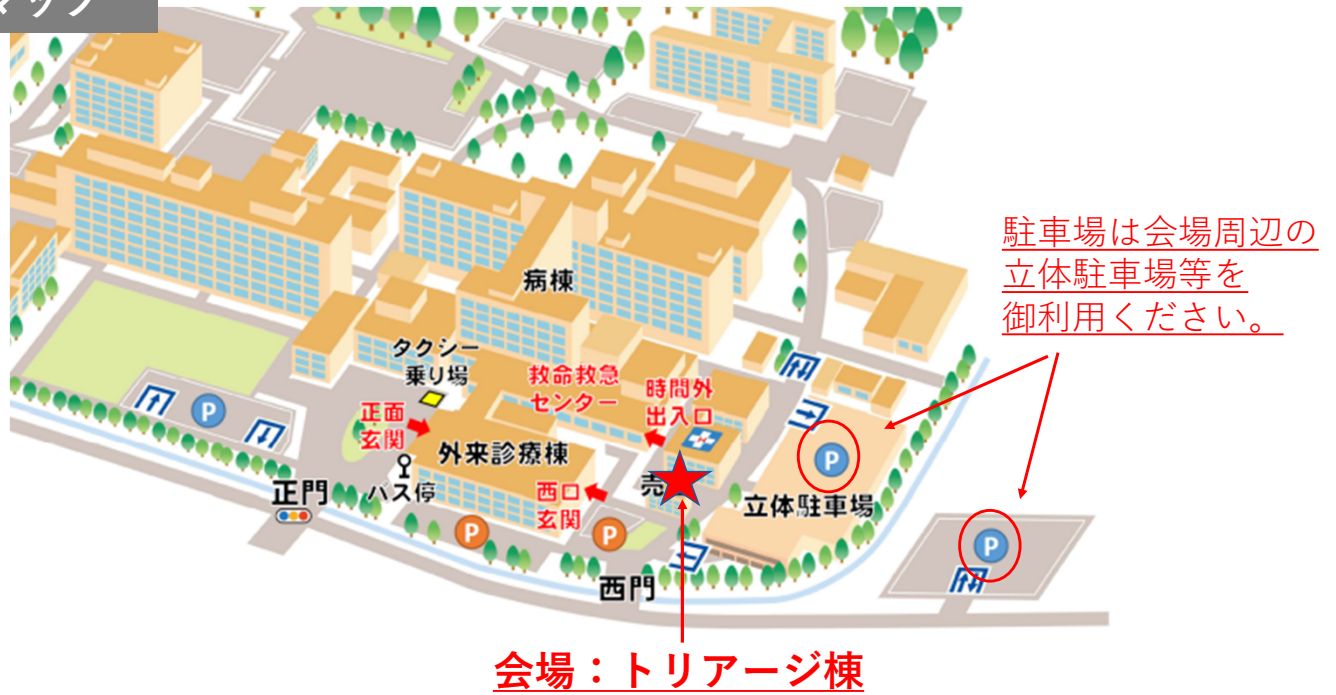 マップ
駐車場は会場周辺の
立体駐車場等を
御利用ください。
病棟
タクシー
乗り場
救命救急
センター
時間外
出入口
正面
玄関
外来診療棟
P
P
売
立体駐車場
P
正門
バス停
西口
玄関
P
P
西門
会場：トリアージ棟